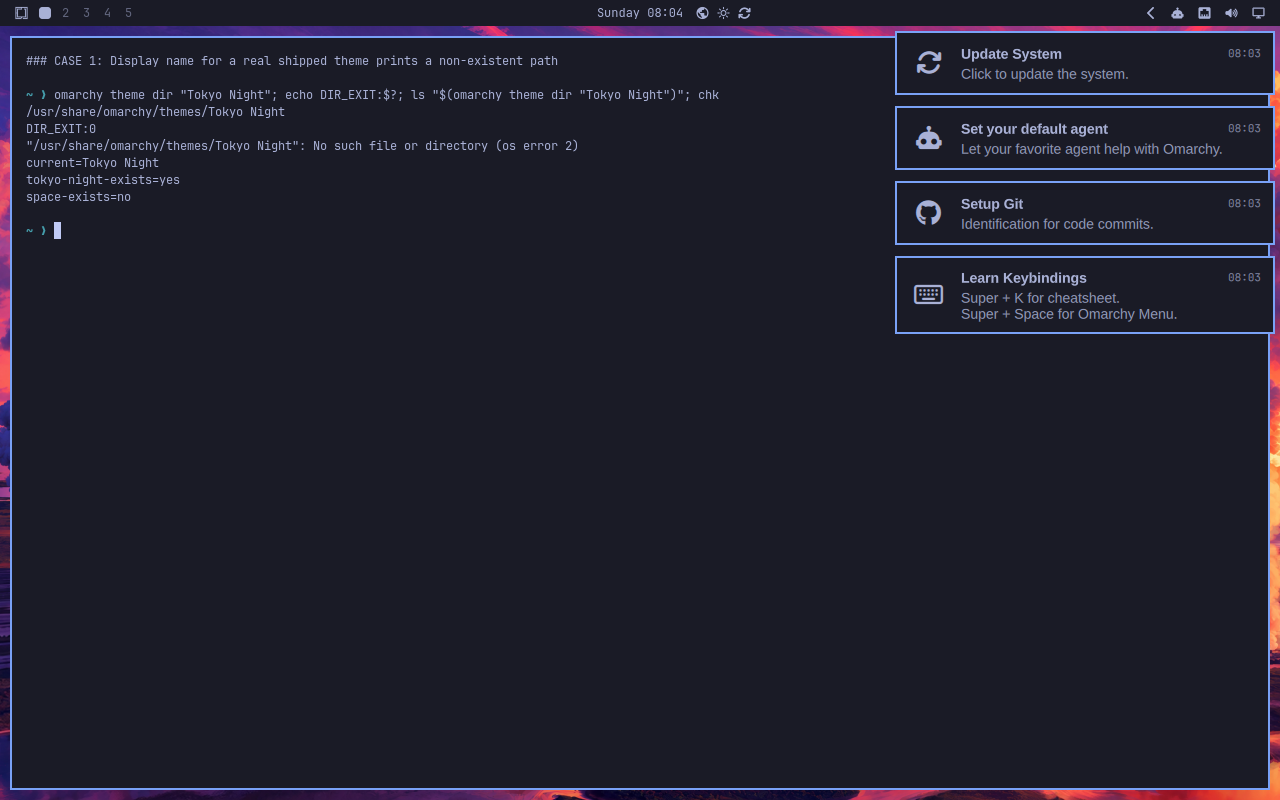 2 3 4 5
Sunday 08:04
### CASE 1: Display name for a real shipped theme prints a non-existent path
~ ❯ omarchy theme dir "Tokyo Night"; echo DIR_EXIT:$?; ls "$(omarchy theme dir "Tokyo Night")"; chk
/usr/share/omarchy/themes/Tokyo Night
DIR_EXIT:0
"/usr/share/omarchy/themes/Tokyo Night": No such file or directory (os error 2)
current=Tokyo Night
tokyo-night-exists=yes
space-exists=no
~ ❯
Update System 08:03
Click to update the system.
Set your default agent 08:03
Let your favorite agent help with Omarchy.
Setup Git 08:03
Identification for code commits.
Learn Keybindings 08:03
Super + K for cheatsheet.
Super + Space for Omarchy Menu.